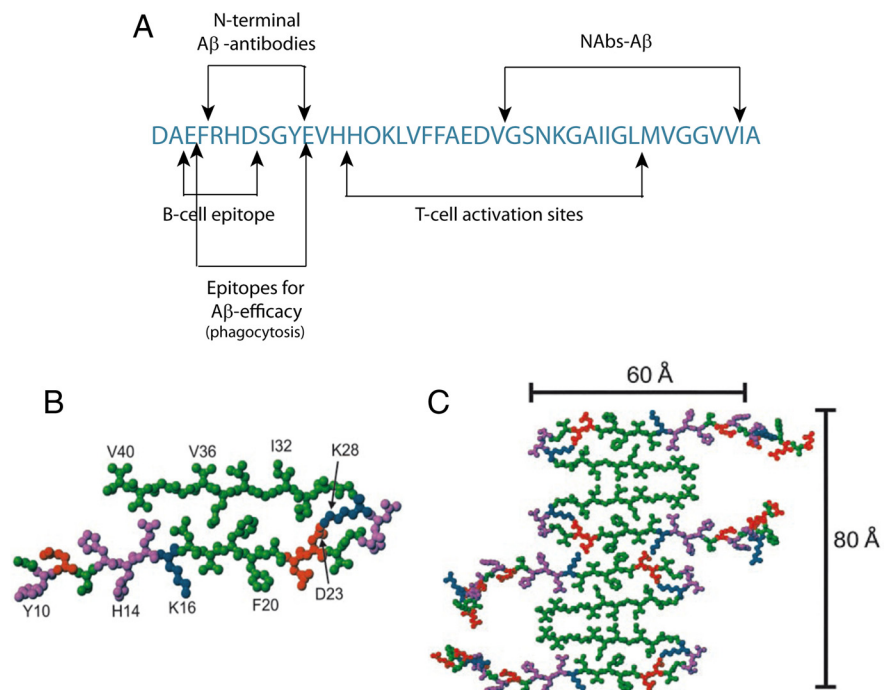 A
N-terminal
Aβ -antibodies
NAbs-Aβ
DAEFRHDSGYEVHHOKLVFFAEDVGSNKGAIIGLMVGGVVIA
B-cell epitope
T-cell activation sites
Epitopes for
Aβ-efficacy
(phagocytosis)
B
V40
V36
I32
K28
Y10
H14
K16
F20
D23
C
60 Å
80 Å